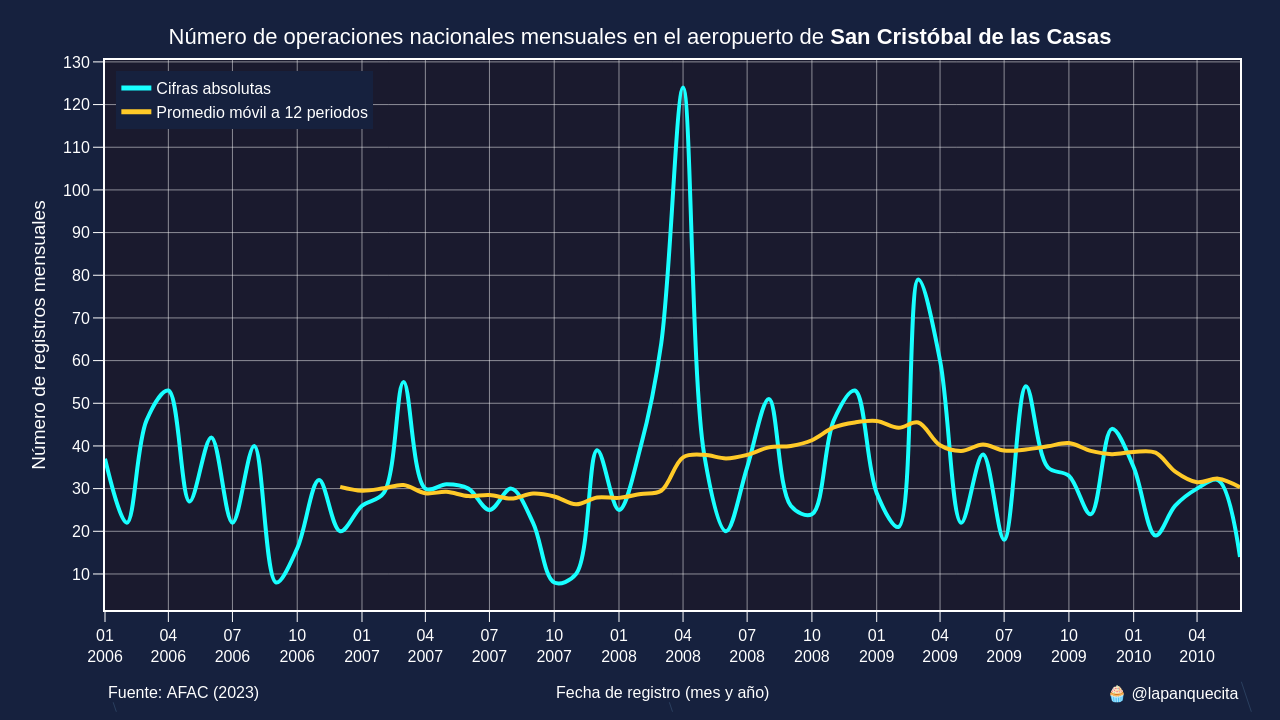 Número de operaciones nacionales mensuales en el aeropuerto de San Cristóbal de las Casas
Cifras absolutas
Promedio móvil a 12 periodos
Número de registros mensuales
130
120
110
100
90
80
70
60
50
40
30
20
10
01 04 07 10 01 04 07 10 01 04 07 10 01 04 07 10 01 04
2006 2006 2006 2006 2007 2007 2007 2007 2008 2008 2008 2008 2009 2009 2009 2009 2010 2010
Fuente: AFAC (2023) Fecha de registro (mes y año) 🧁 @lapanquecita